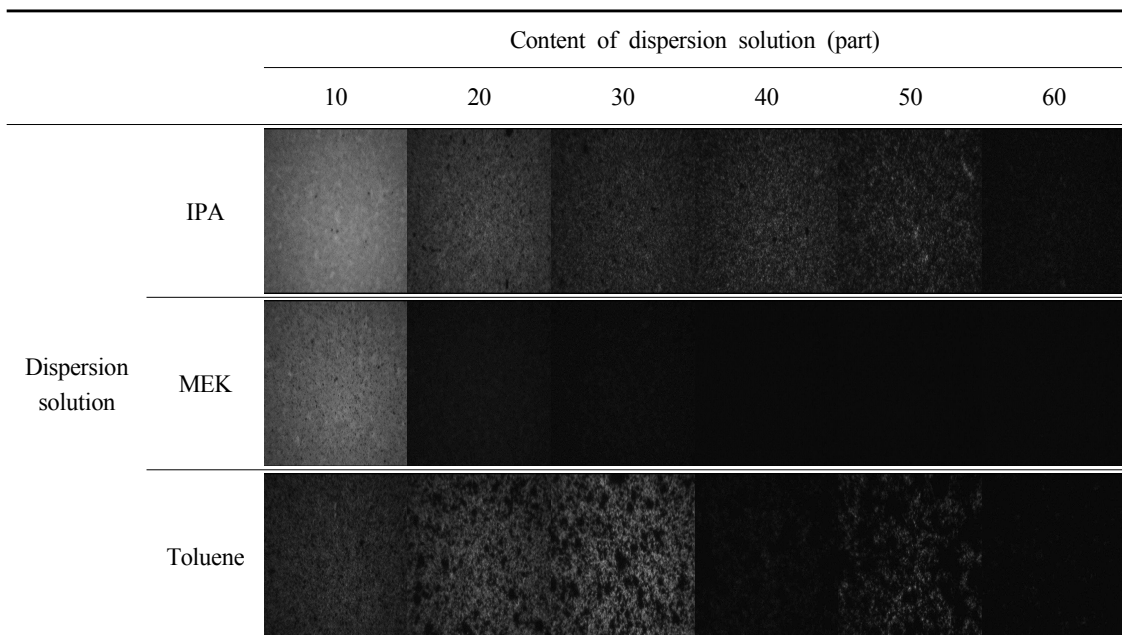 Content of dispersion solution (part)
10 20 30 40 50 60
IPA
Dispersion
solution
MEK
Toluene